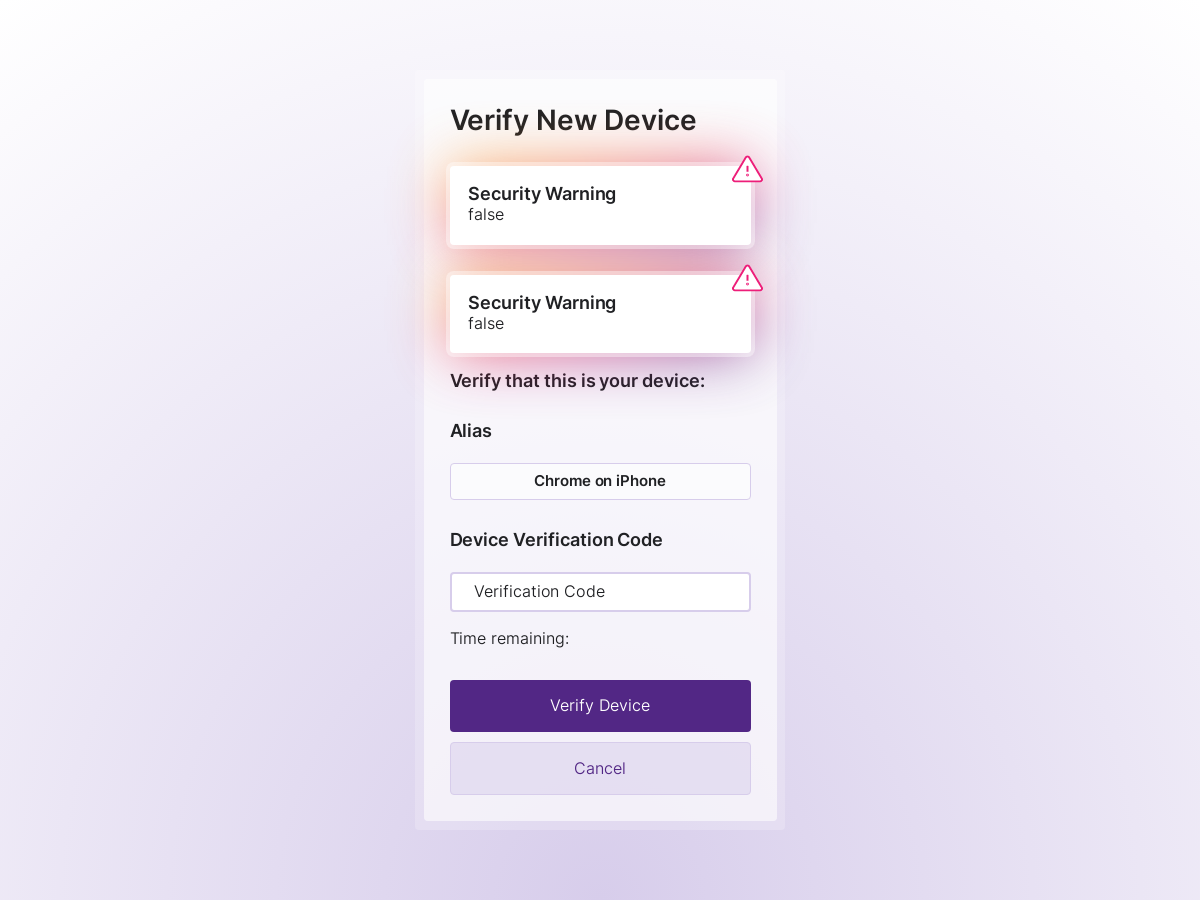 Verify New Device
Security Warning
false
Security Warning
false
Verify that this is your device:
Alias
Chrome on iPhone
Device Verification Code
Verification Code
Time remaining:
Verify Device
Cancel